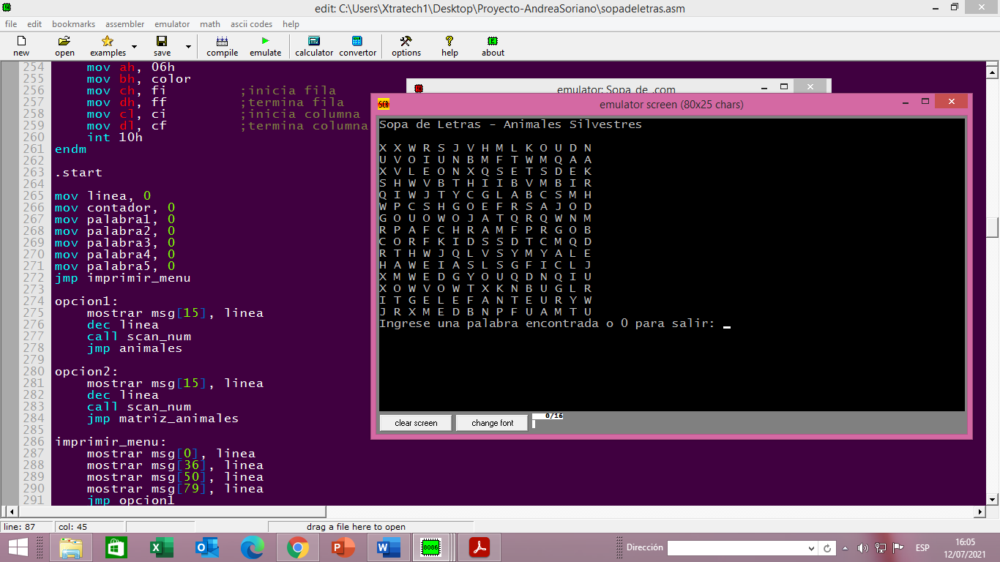 edit: C:\Users\Xtratech1\Desktop\Proyecto-AndreaSoriano\sopadeletras.asm
file edit bookmarks assembler emulator math ascii codes help
new open examples save compile emulate calculator convertor options help about
254 mov ah, 06h
255 mov bh, color
256 mov ch, fi ;inicia fila
257 mov dh, ff ;termina fila
258 mov cl, ci ;inicia columna
259 mov dl, cf ;termina columna
260 int 10h
261 endm
262
263 .start
264
265 mov linea, 0
266 mov contador, 0
267 mov palabra1, 0
268 mov palabra2, 0
269 mov palabra3, 0
270 mov palabra4, 0
271 mov palabra5, 0
272 jmp imprimir_menu
273
274 opcion1:
275 mostrar msg[15], linea
276 dec linea
277 call scan_num
278 jmp animales
279
280 opcion2:
281 mostrar msg[15], linea
282 dec linea
283 call scan_num
284 jmp matriz_animales
285
286 imprimir_menu:
287 mostrar msg[0], linea
288 mostrar msg[36], linea
289 mostrar msg[50], linea
290 mostrar msg[79], linea
291 jmp opcion1
emulator: Sopa de .com
SCR emulator screen (80x25 chars)
Sopa de Letras - Animales Silvestres
X X W R S J V H M L K O U D N
U V O I U N B M F T W M Q A A
X V L E O N X Q S E T S D E K
S H W V B T H I I B V M B I R
Q I W J T Y C G L A B C S M H
W P C S H G O E F R S A J O D
G O U O W O J A T Q R Q W N M
R P A F C H R A M F P R G O B
C O R F K I D S S D T C M Q D
R T H W J Q L V S Y M Y A L E
H A W E I A S L S G F I C L J
X M W E D G Y O U Q D N Q I U
X O W V O W T X K N B U G L R
I T G E L E F A N T E U R Y W
J R X M E D B N P F U A M T U
Ingrese una palabra encontrada o 0 para salir:
clear screen change font 0/16
line: 87 col: 45 drag a file here to open
8086
Dirección ESP 16:05
12/07/2021